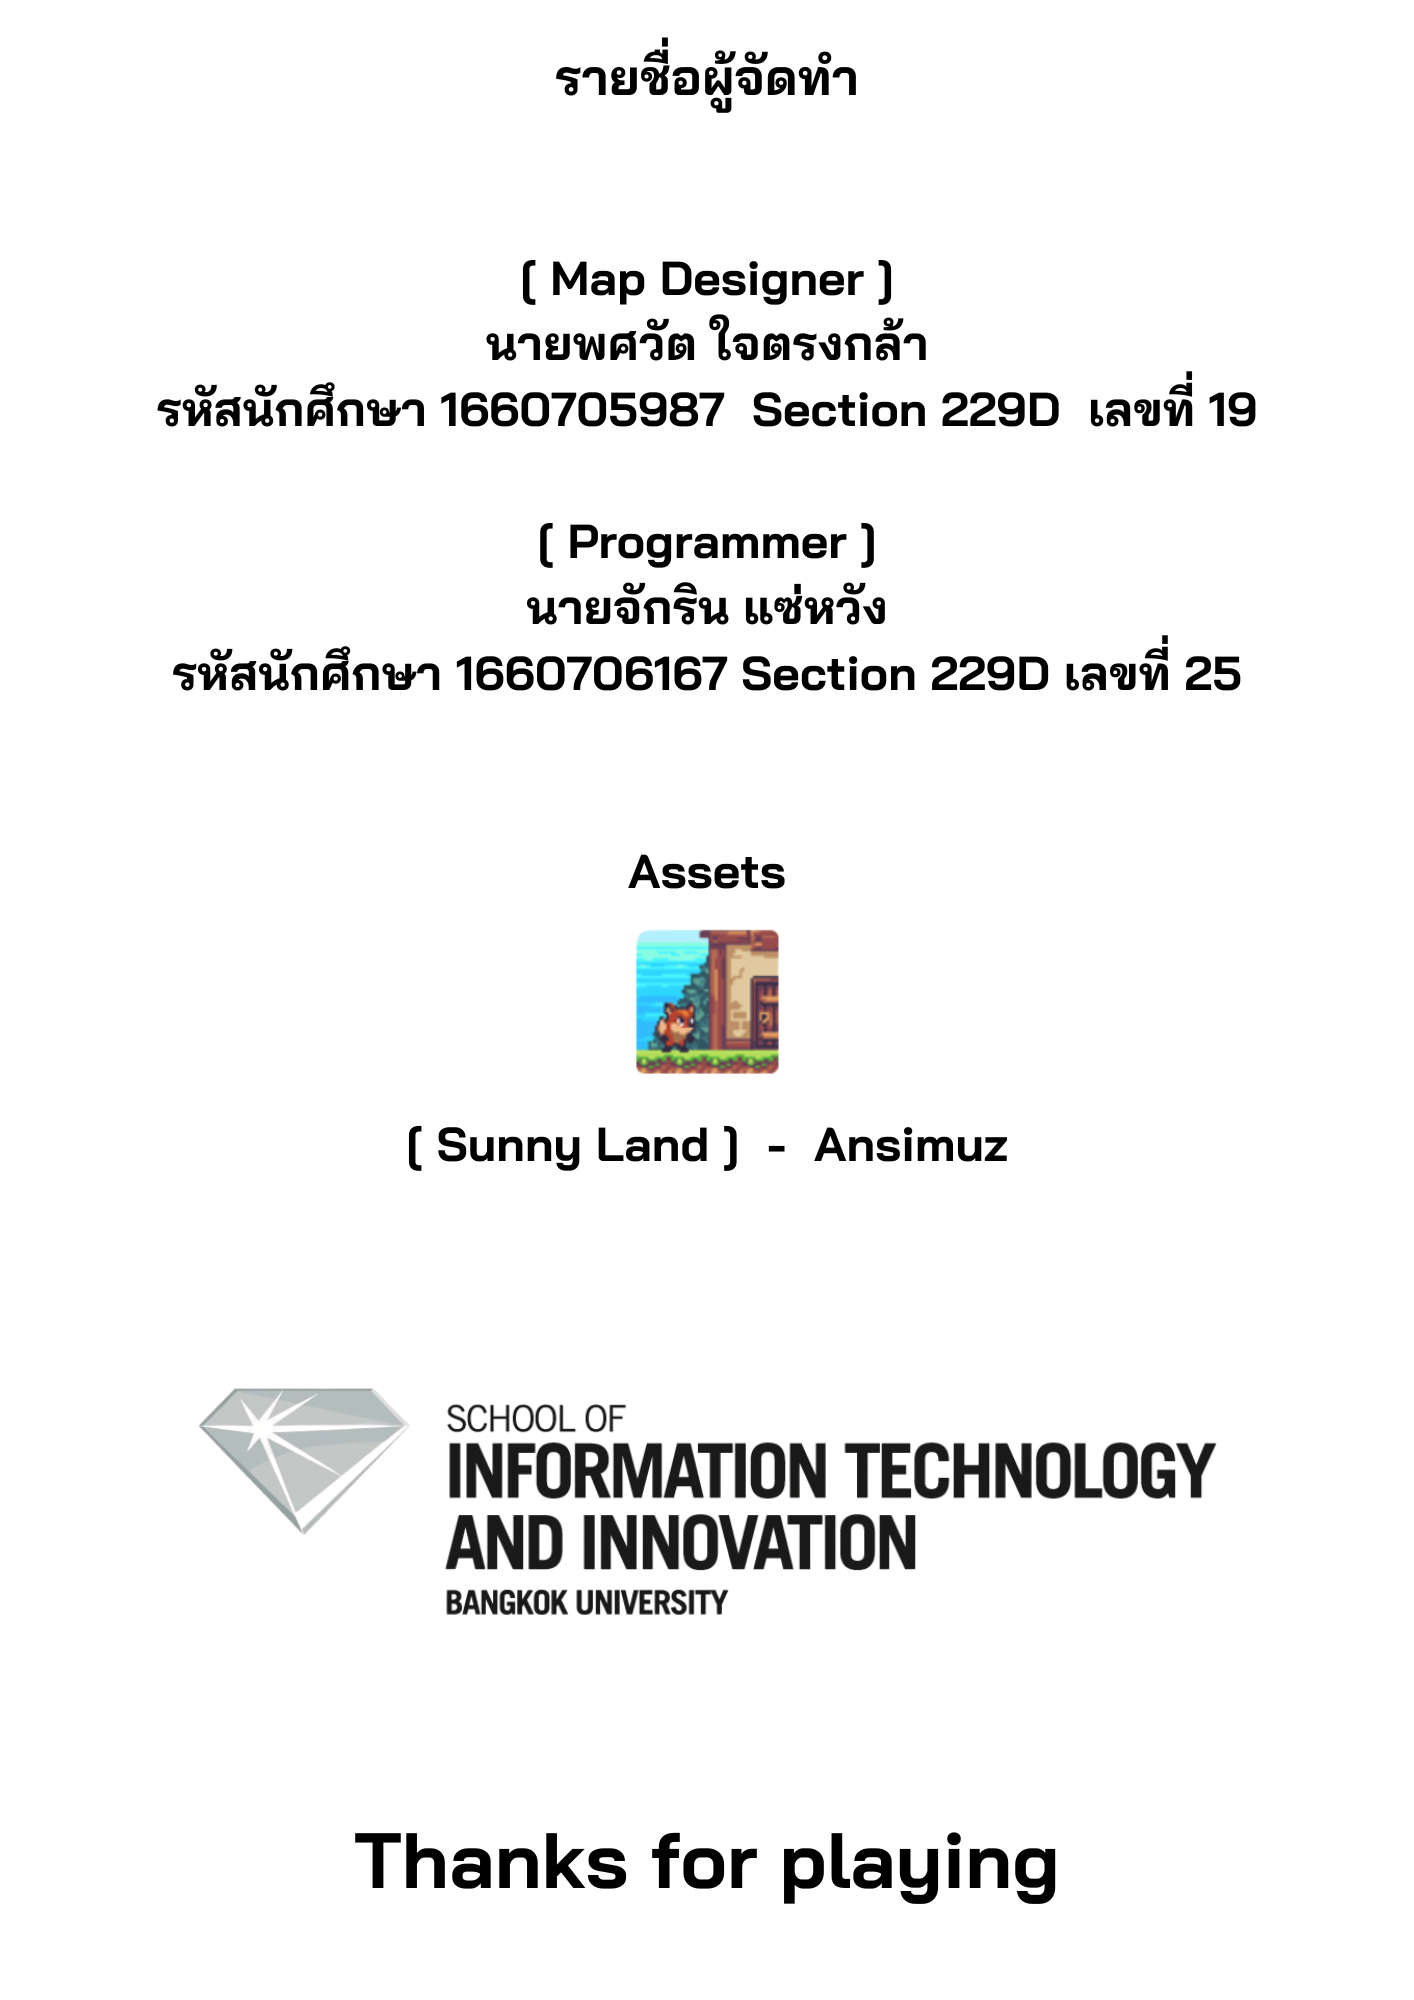 รายชื่อผู้จัดทำ
( Map Designer )
นายพศวัต ใจตรงกล้า
รหัสนักศึกษา 1660705987  Section 229D  เลขที่ 19
( Programmer )
นายจักริน แซ่หวัง
รหัสนักศึกษา 1660706167 Section 229D เลขที่ 25
Assets
( Sunny Land )  -  Ansimuz
SCHOOL OF
INFORMATION TECHNOLOGY
AND INNOVATION
BANGKOK UNIVERSITY
Thanks for playing